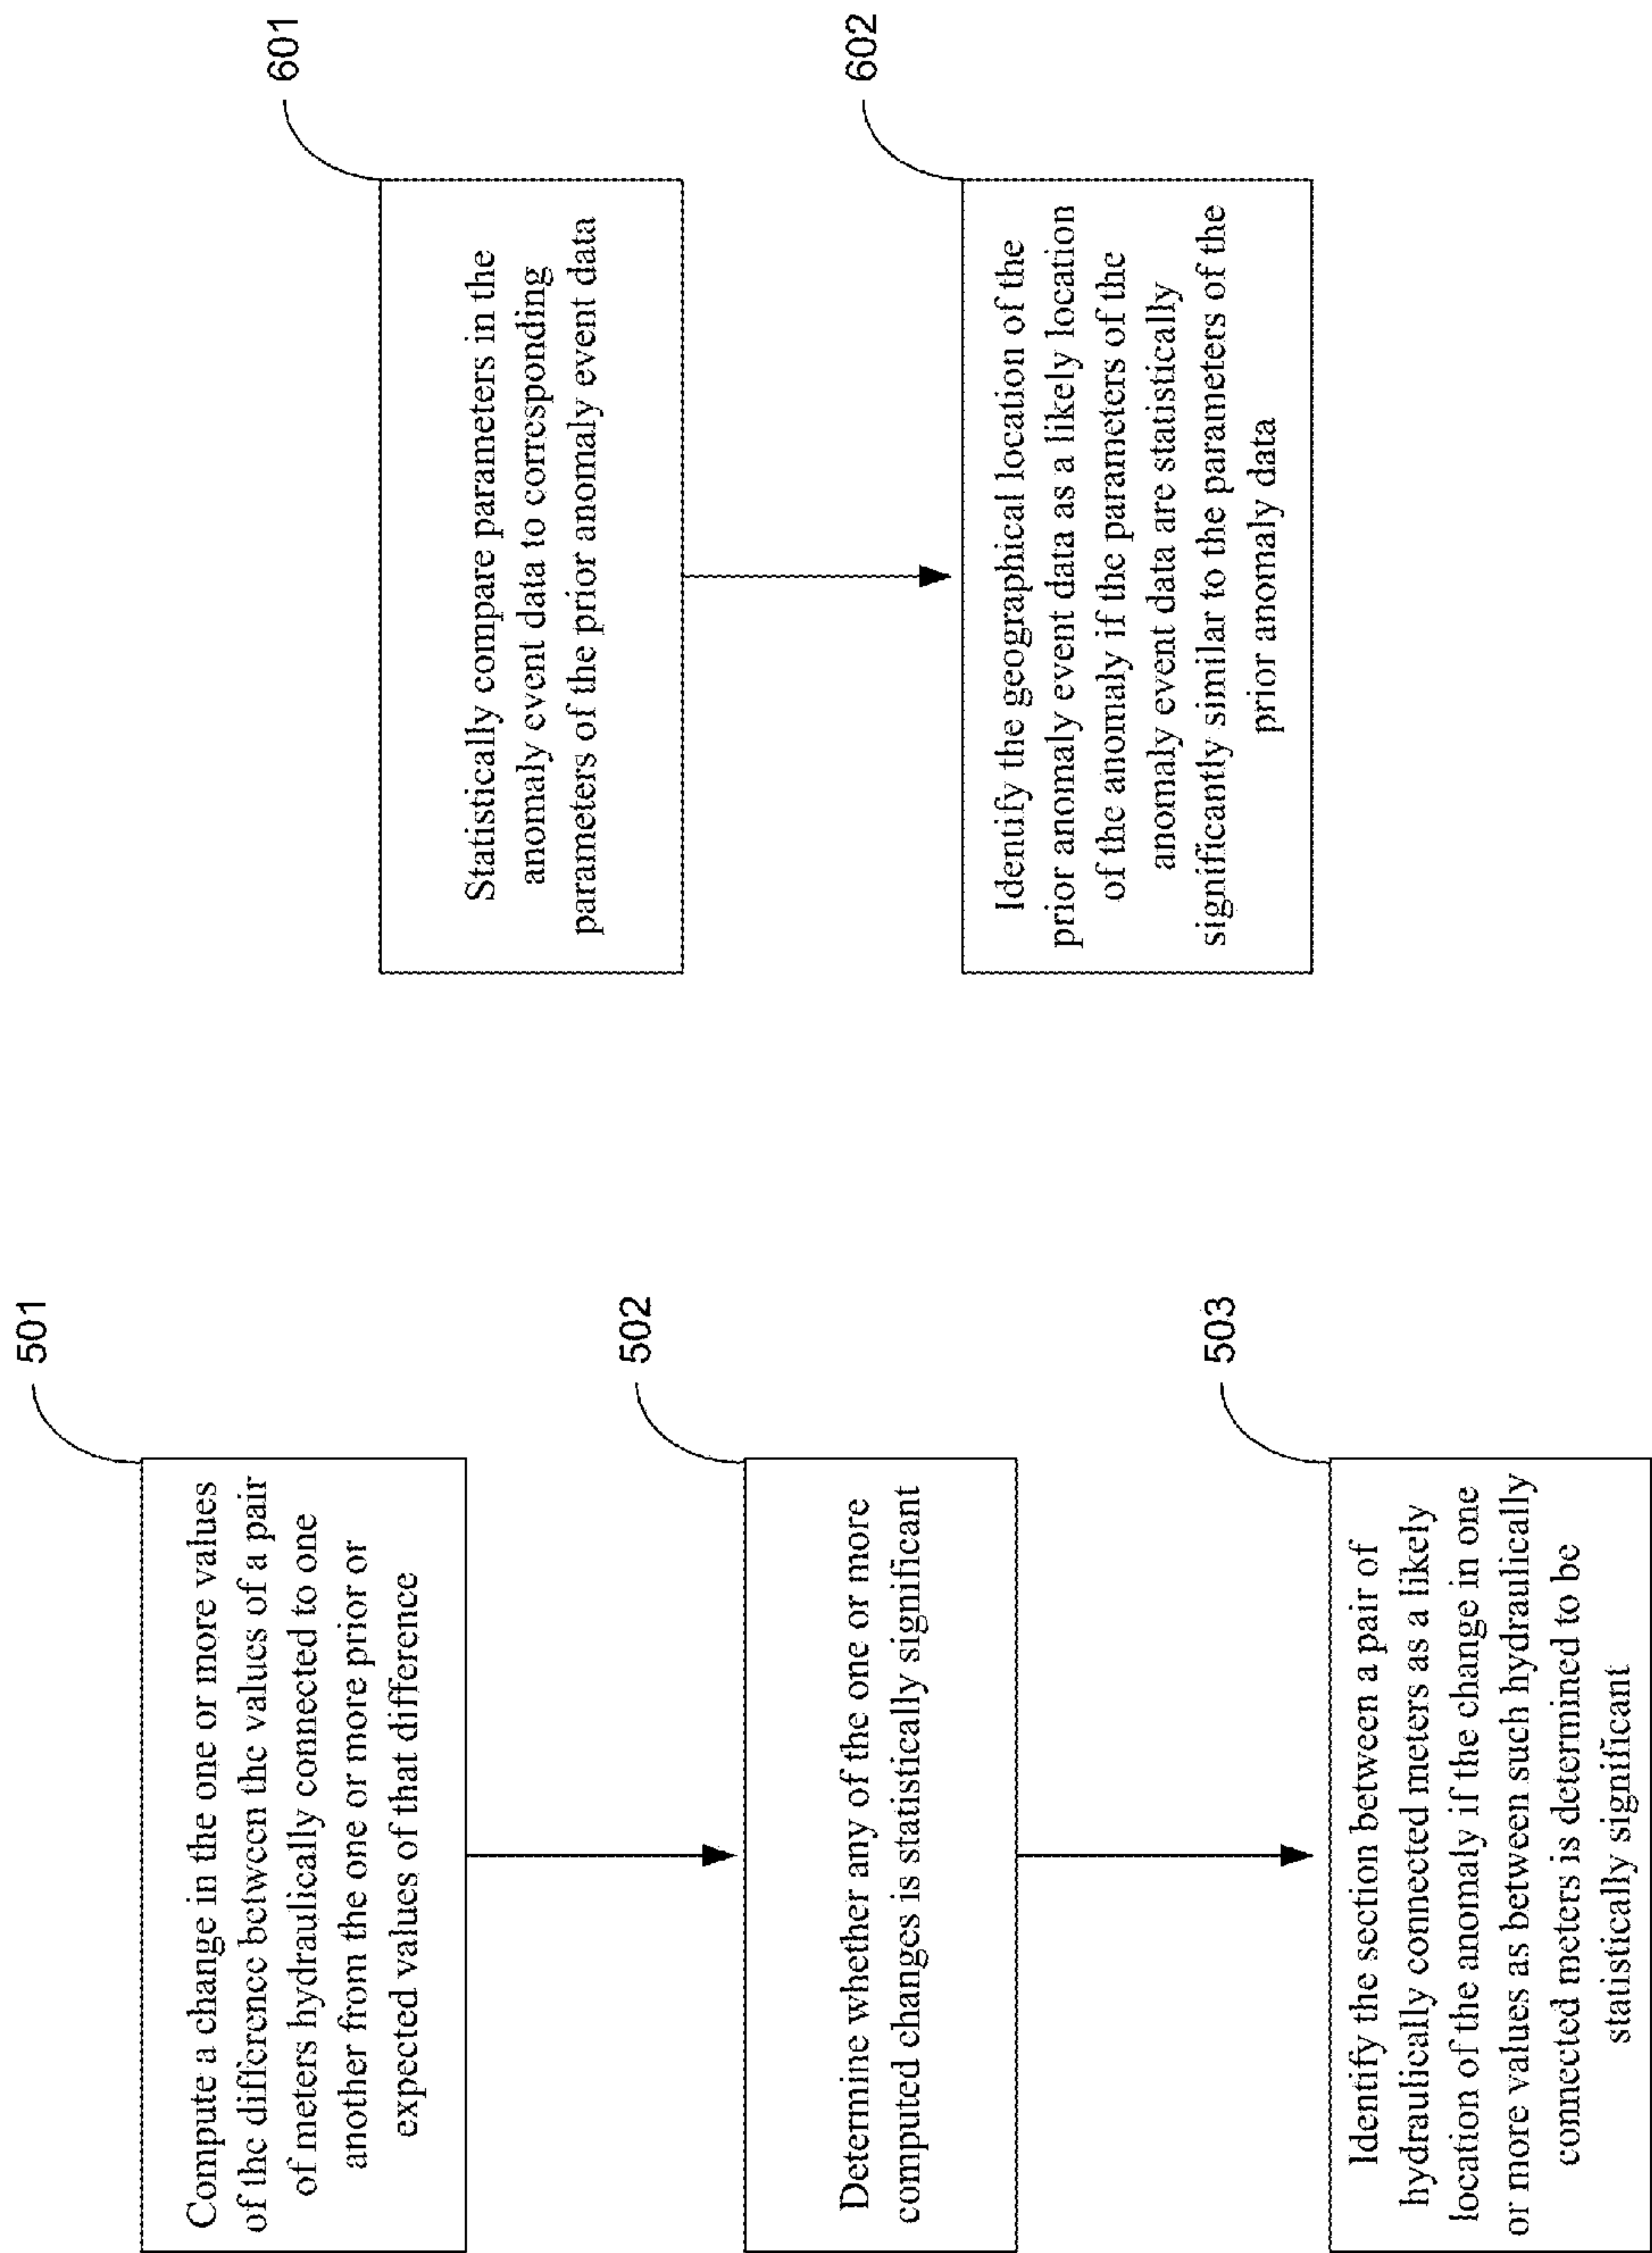 501
Compute a change in the one or more values
of the difference between the values of a pair
of meters hydraulically connected to one
another from the one or more prior or
expected values of that difference
502
Determine whether any of the one or more
computed changes is statistically significant
503
Identify the section between a pair of
hydraulically connected meters as a likely
location of the anomaly if the change in one
or more values as between such hydraulically
connected meters is determined to be
statistically significant
601
Statistically compare parameters in the
anomaly event data to corresponding
parameters of the prior anomaly event data
602
Identify the geographical location of the
prior anomaly event data as a likely location
of the anomaly if the parameters of the
anomaly event data are statistically
significantly similar to the parameters of the
prior anomaly data